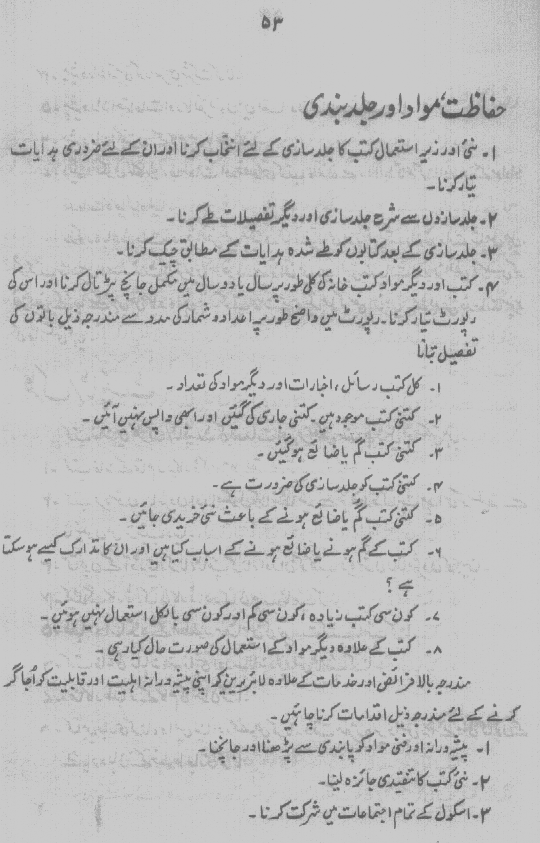 ۵۳
حفاظت، مواد اور جلد بندی
۱۔ نئی اور زیر استعمال کتب کا جلد سازی کے لئے انتخاب کرنا اور ان کے لئے ضروری ہدایات
تیار کرنا۔
۲۔ جلد سازوں سے شرح جلد سازی اور دیگر تفصیلات طے کرنا۔
۳۔ جلد سازی کے بعد کتابوں کو طے شدہ ہدایات کے مطابق چیک کرنا۔
۴۔ کتب اور دیگر مواد کتب خانہ کی کلی طور پر سال یا دو سال میں مکمل جانچ پڑتال کرنا اور اس کی
رپورٹ تیار کرنا۔ رپورٹ میں واضح طور پر اعداد و شمار کی مدد سے مندرجہ ذیل باتوں کی
تفصیل بتانا
۱۔ کل کتب، رسائل، اخبارات اور دیگر مواد کی تعداد۔
۲۔ کتنی کتب موجود ہیں۔ کتنی جاری کی گئیں اور ابھی واپس نہیں آئیں۔
۳۔ کتنی کتب گم یا ضائع ہوگئیں۔
۴۔ کتنی کتب کو جلد سازی کی ضرورت ہے۔
۵۔ کتنی کتب گم یا ضائع ہونے کے باعث نئی خریدی جائیں۔
۶۔ کتب کے گم ہونے یا ضائع ہونے کے اسباب کیا ہیں اور ان کا تدارک کیسے ہو سکتا
ہے ؟
۷۔ کون سی کتب زیادہ، کون سی کم اور کون سی بالکل استعمال نہیں ہوئیں۔
۸۔ کتب کے علاوہ دیگر مواد کے استعمال کی صورت حال کیا رہی۔
مندرجہ بالا فرائض اور خدمات کے علاوہ لائبریرین کو اپنی پیشہ ورانہ اہلیت اور قابلیت کو اُجاگر
کرنے کے لئے مندرجہ ذیل اقدامات کرنا چاہئیں۔
۱۔ پیشہ ورانہ اور ضمنی مواد کو پابندی سے پڑھنا اور جانچنا۔
۲۔ نئی کتب کا تنقیدی جائزہ لینا۔
۳۔ اسکول کے تمام اجتماعات میں شرکت کرنا۔